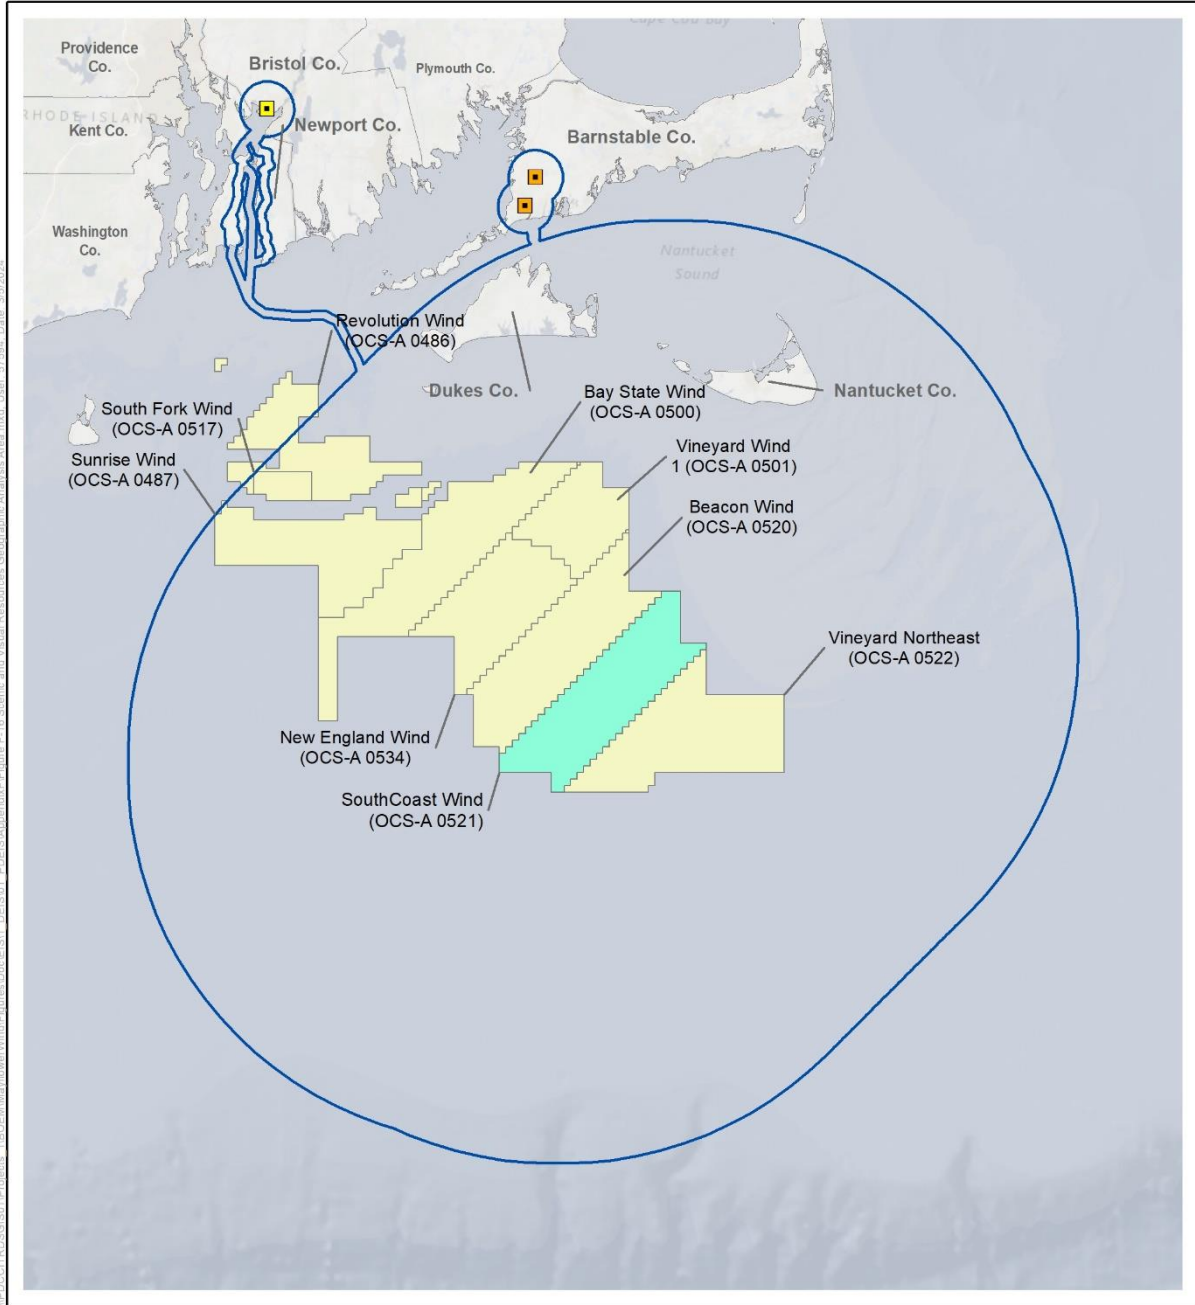 Cape Cod Bay
Providence
Co.
Bristol Co.
Plymouth Co.
RHODE ISLAND
Kent Co.
Newport Co.
Barnstable Co.
Washington
Co.
Nantucket
Sound
Revolution Wind
(OCS-A 0486)
Dukes Co.
Nantucket Co.
South Fork Wind
(OCS-A 0517)
Bay State Wind
(OCS-A 0500)
Sunrise Wind
(OCS-A 0487)
Vineyard Wind
1 (OCS-A 0501)
Beacon Wind
(OCS-A 0520)
Vineyard Northeast
(OCS-A 0522)
New England Wind
(OCS-A 0534)
SouthCoast Wind
(OCS-A 0521)